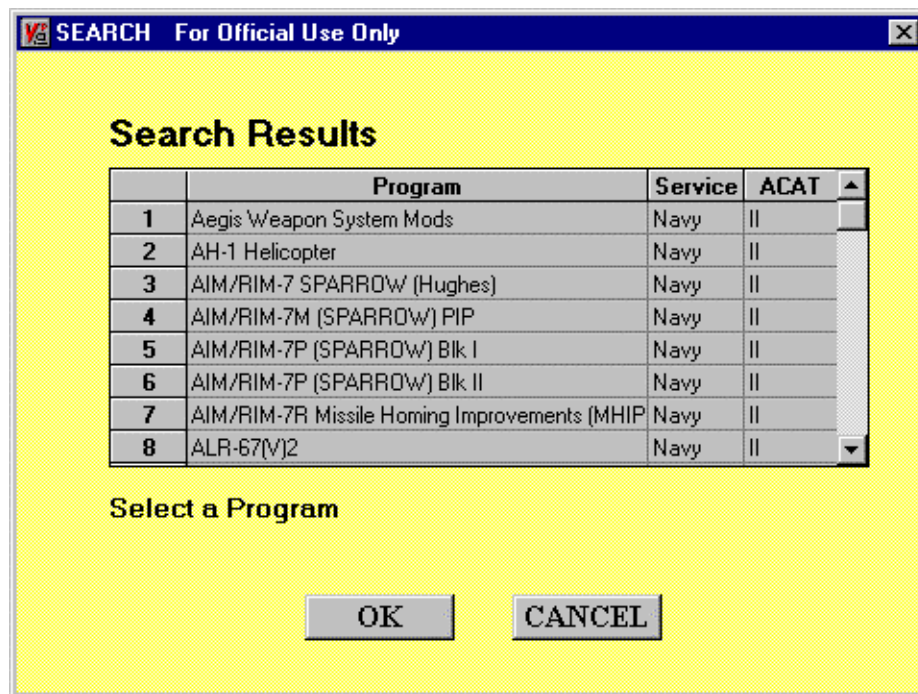 SEARCH For Official Use Only
Search Results
Program Service ACAT
1 Aegis Weapon System Mods Navy II
2 AH-1 Helicopter Navy II
3 AIM/RIM-7 SPARROW (Hughes) Navy II
4 AIM/RIM-7M (SPARROW) PIP Navy II
5 AIM/RIM-7P (SPARROW) Blk I Navy II
6 AIM/RIM-7P (SPARROW) Blk II Navy II
7 AIM/RIM-7R Missile Homing Improvements (MHIP Navy II
8 ALR-67(V)2 Navy II
Select a Program
OK CANCEL